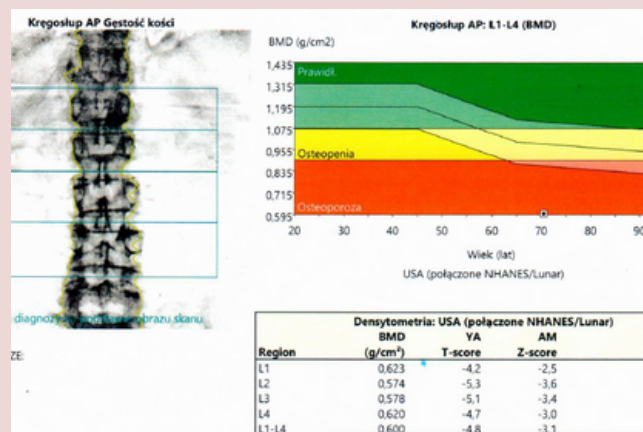 Kręgosłup AP Gęstość kości
diagnozy obrazu skanu
ZE:
Kręgosłup AP: L1-L4 (BMD)
BMD (g/cm2)
1,435
1,315
1,195
1,075
0,955
0,835
0,715
0,595
Prawidł.
Osteopenia
Osteoporoza
20 30 40 50 60 70 80 90
Wiek (lat)
USA (połączone NHANES/Lunar)
Densytometria: USA (połączone NHANES/Lunar)
BMD YA AM
Region (g/cm²) T-score Z-score
L1 0,623 -4,2 -2,5
L2 0,574 -5,3 -3,6
L3 0,578 -5,1 -3,4
L4 0,620 -4,7 -3,0
L1-L4 0,600 -4,8 -3,1